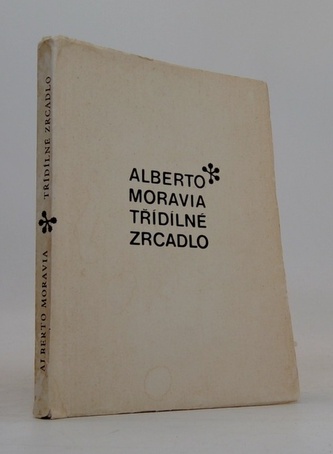 ALBERTO
MORAVIA
TŘÍDÍLNÉ
ZRCADLO
ALBERTO MORAVIA * TŘÍDÍLNÉ ZRCADLO